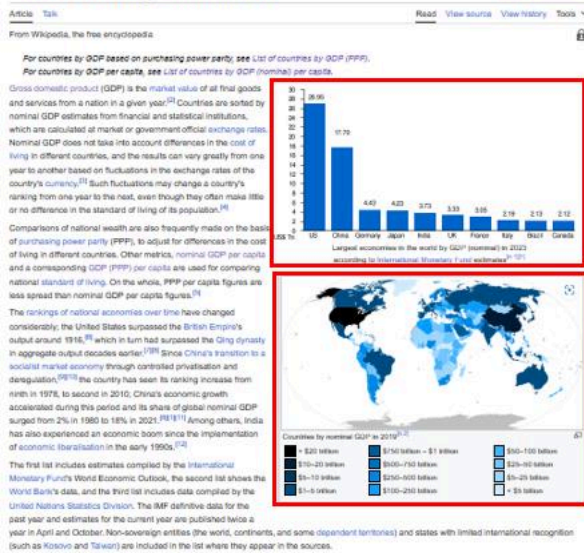 Article Talk Read View source View history Tools
From Wikipedia, the free encyclopedia
For countries by GDP based on purchasing power parity, see List of countries by GDP (PPP).
For countries by GDP per capita, see List of countries by GDP (nominal) per capita.
Gross domestic product (GDP) is the market value of all final goods
and services from a nation in a given year.[2] Countries are sorted by
nominal GDP estimates from financial and statistical institutions,
which are calculated at market or government official exchange rates.
Nominal GDP does not take into account differences in the cost of
living in different countries, and the results can vary greatly from one
year to another based on fluctuations in the exchange rates of the
country's currency.[3] Such fluctuations may change a country's
ranking from one year to the next, even though they often make little
or no difference in the standard of living of its population.[4]
Comparisons of national wealth are also frequently made on the basis
of purchasing power parity (PPP), to adjust for differences in the cost
of living in different countries. Other metrics, nominal GDP per capita
and a corresponding GDP (PPP) per capita are used for comparing
national standard of living. On the whole, PPP per capita figures are
less spread than nominal GDP per capita figures.[5]
The rankings of national economies over time have changed
considerably; the United States surpassed the British Empire's
output around 1916,[6] which in turn had surpassed the Qing dynasty
in aggregate output decades earlier.[7][8] Since China's transition to a
socialist market economy through controlled privatisation and
deregulation,[9][10] the country has seen its ranking increase from
ninth in 1978, to second in 2010; China's economic growth
accelerated during this period and its share of global nominal GDP
surged from 2% in 1980 to 18% in 2021.[8][1][11] Among others, India
has also experienced an economic boom since the implementation
of economic liberalisation in the early 1990s.[12]
The first list includes estimates compiled by the International
Monetary Fund's World Economic Outlook, the second list shows the
World Bank's data, and the third list includes data compiled by the
United Nations Statistics Division. The IMF definitive data for the
past year and estimates for the current year are published twice a
year in April and October. Non-sovereign entities (the world, continents, and some dependent territories) and states with limited international recognition
(such as Kosovo and Taiwan) are included in the list where they appear in the sources.
26.95
17.70
4.43 4.23 3.73 3.33 3.05 2.19 2.13 2.12
US$ Tn US China Germany Japan India UK France Italy Brazil Canada
Largest economies in the world by GDP (nominal) in 2023
according to International Monetary Fund estimates
Countries by nominal GDP in 2019
> $20 trillion $750 billion – $1 trillion $50–100 billion
$10–20 trillion $500–750 billion $25–50 billion
$5–10 trillion $250–500 billion $5–25 billion
$1–5 trillion $100–250 billion < $5 billion